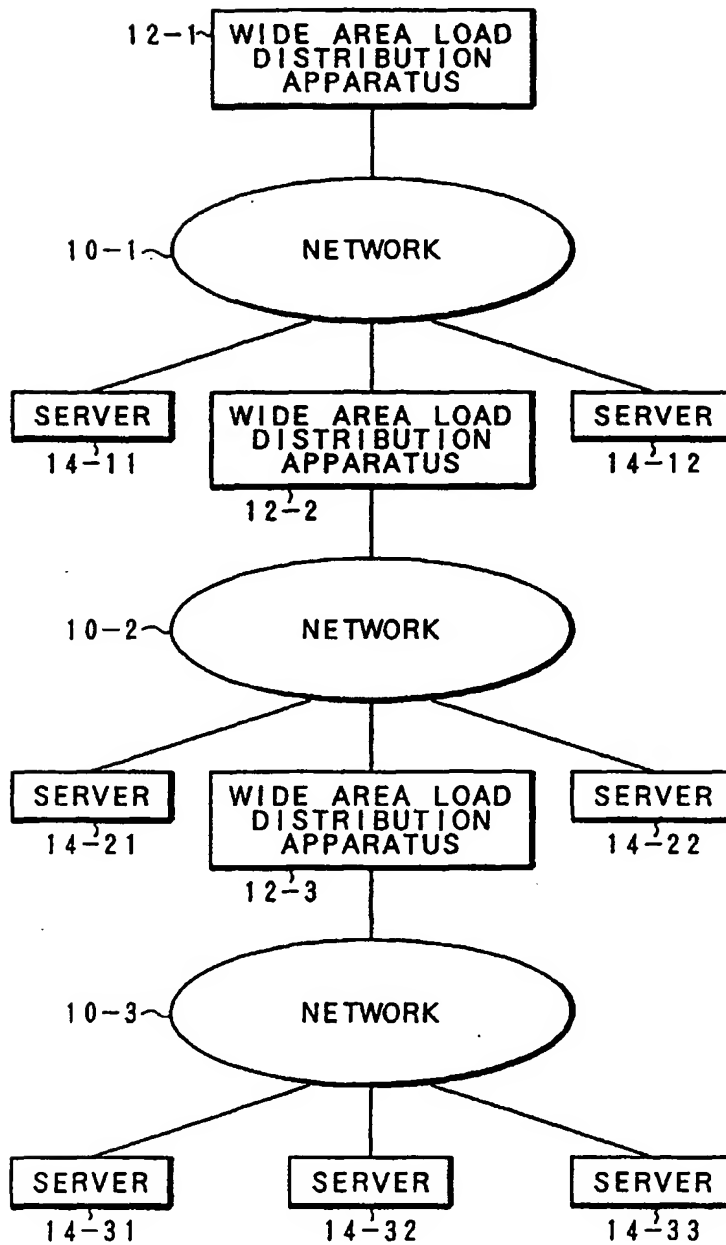 12-1
WIDE AREA LOAD
DISTRIBUTION
APPARATUS
10-1
NETWORK
SERVER
14-11
WIDE AREA LOAD
DISTRIBUTION
APPARATUS
12-2
SERVER
14-12
10-2
NETWORK
SERVER
14-21
WIDE AREA LOAD
DISTRIBUTION
APPARATUS
12-3
SERVER
14-22
10-3
NETWORK
SERVER
14-31
SERVER
14-32
SERVER
14-33